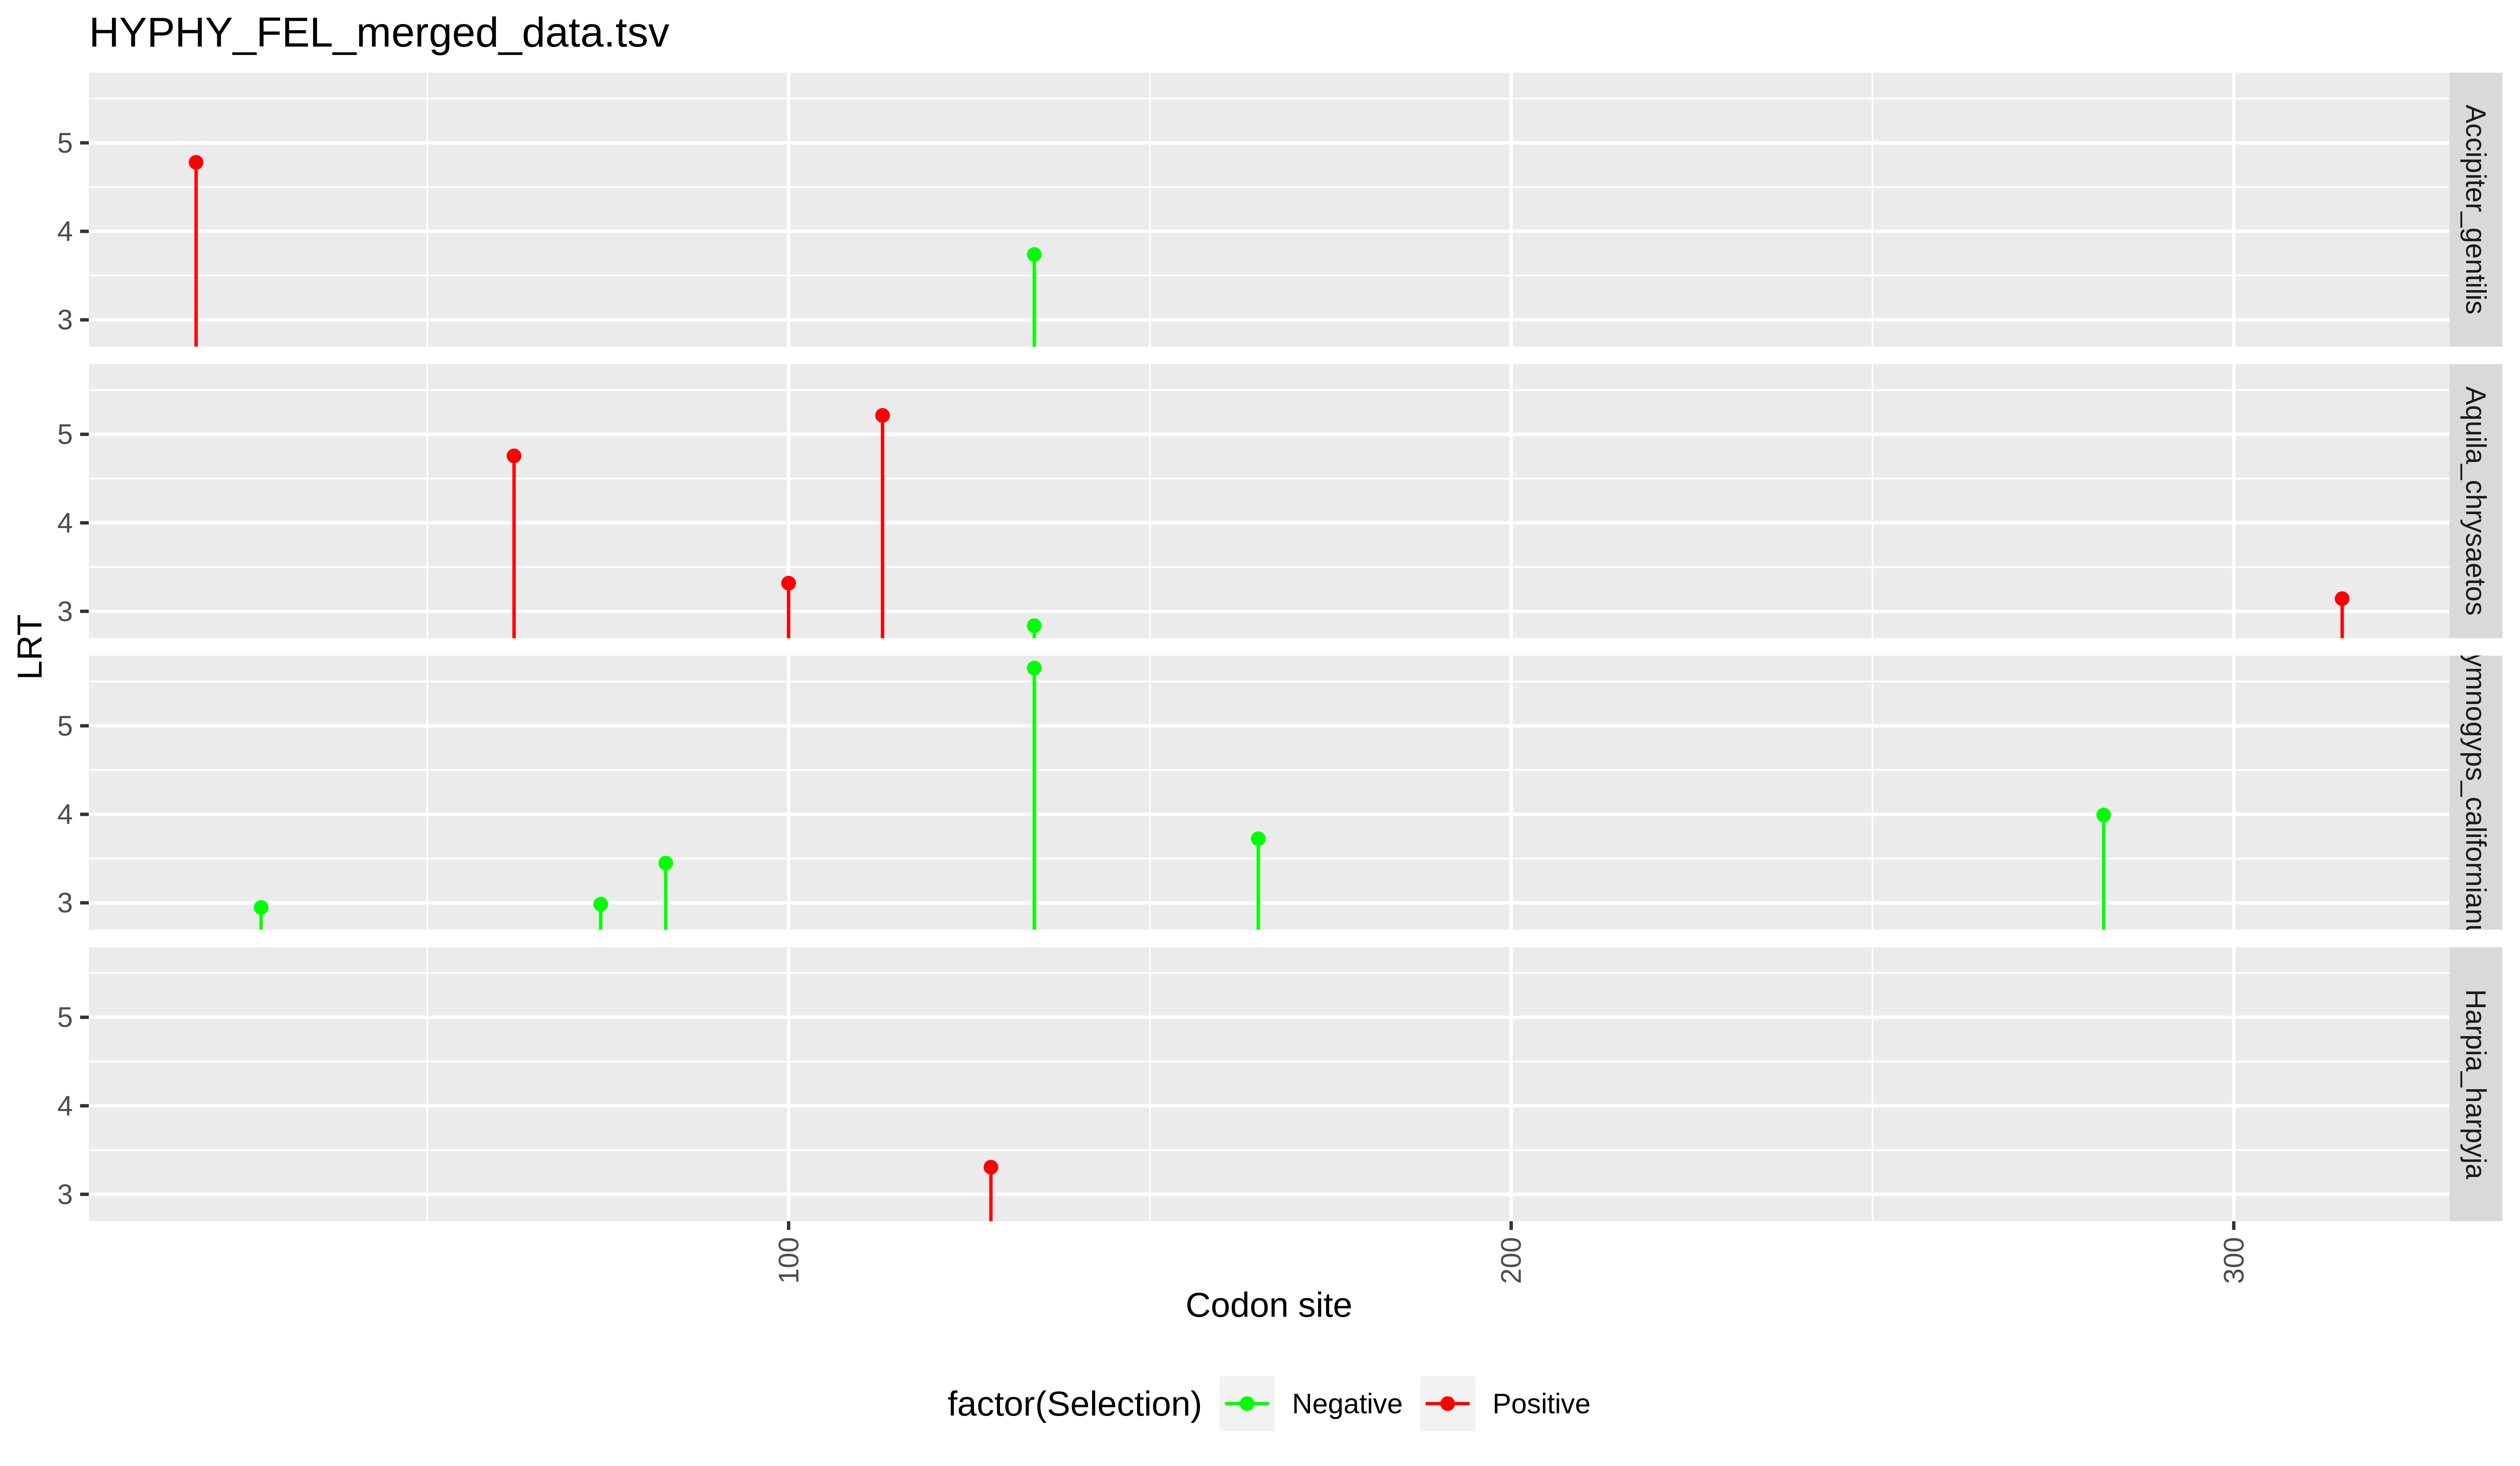 HYPHY_FEL_merged_data.tsv
LRT
5
4
3
Accipiter_gentilis
5
4
3
Aquila_chrysaetos
5
4
3
ymnogyps_californianu
5
4
3
Harpia_harpyja
100
200
300
Codon site
factor(Selection) Negative Positive